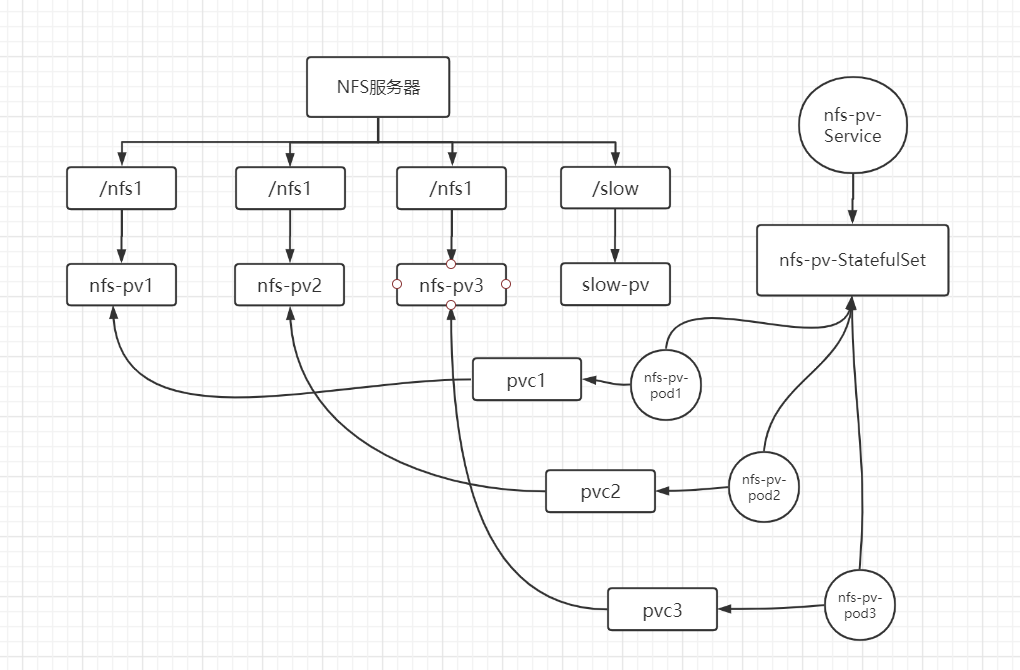 NFS服务器
nfs-pv-
Service
/nfs1
/nfs1
/nfs1
/slow
nfs-pv-StatefulSet
nfs-pv1
nfs-pv2
nfs-pv3
slow-pv
pvc1
nfs-pv-
pod1
pvc2
nfs-pv-
pod2
pvc3
nfs-pv-
pod3